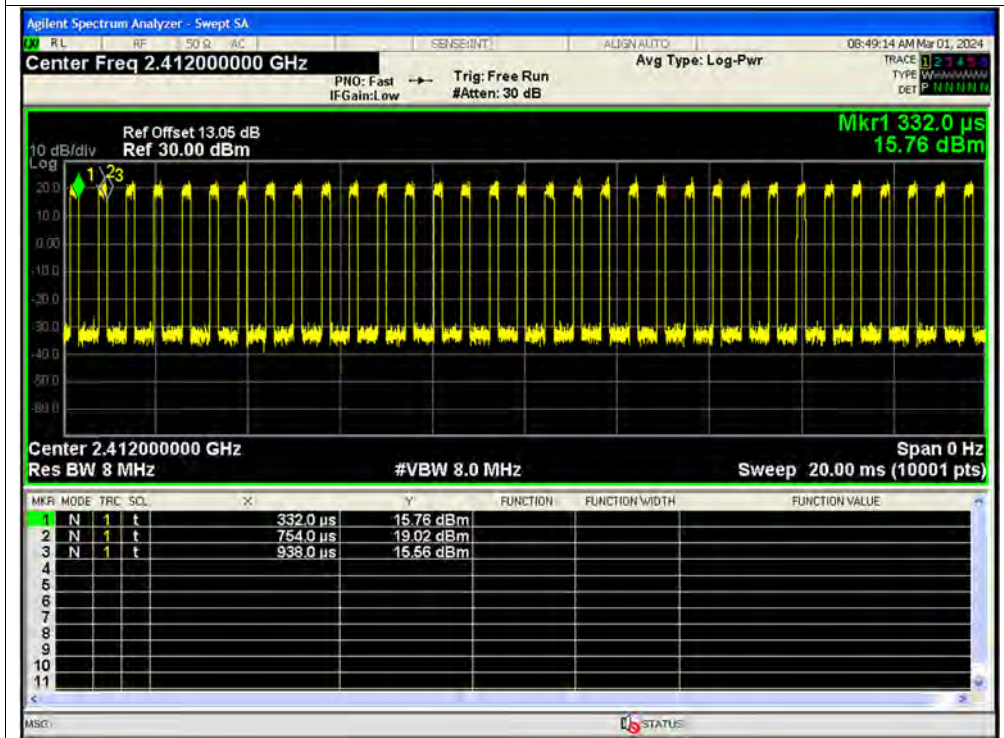 Agilent Spectrum Analyzer - Swept SA
RL RF 50 Ω AC SENSE:INT ALIGN AUTO 08:49:14 AM Mar 01, 2024
Center Freq 2.412000000 GHz
PNO: Fast
IFGain:Low
Trig: Free Run
#Atten: 30 dB
Avg Type: Log-Pwr
TRACE 1 2 3 4 5 6
TYPE
DET P N N N N N
Mkr1 332.0 µs
15.76 dBm
Ref Offset 13.05 dB
10 dB/div Ref 30.00 dBm
Log
1 2 3
20.0
10.0
0.00
-10.0
-20.0
-30.0
-40.0
-50.0
-60.0
Center 2.412000000 GHz Span 0 Hz
Res BW 8 MHz #VBW 8.0 MHz Sweep 20.00 ms (10001 pts)
MKR MODE TRC SCL X Y FUNCTION FUNCTION WIDTH FUNCTION VALUE
1 N 1 t 332.0 µs 15.76 dBm
2 N 1 t 754.0 µs 19.02 dBm
3 N 1 t 938.0 µs 15.56 dBm
4
5
6
7
8
9
10
11
MSG STATUS